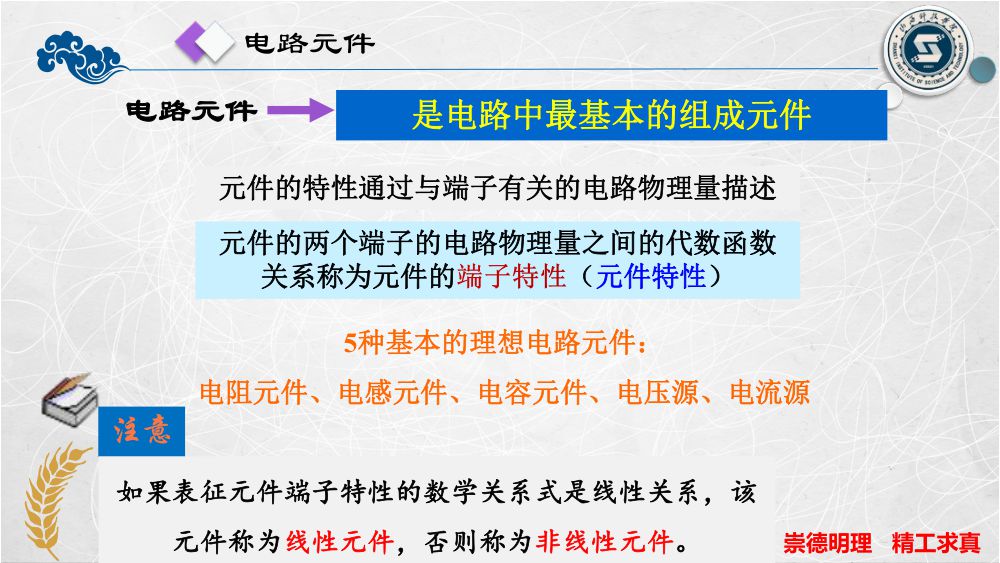 电路元件
电路元件
是电路中最基本的组成元件
元件的特性通过与端子有关的电路物理量描述
元件的两个端子的电路物理量之间的代数函数
关系称为元件的端子特性（元件特性）
5种基本的理想电路元件：
电阻元件、电感元件、电容元件、电压源、电流源
注意
如果表征元件端子特性的数学关系式是线性关系，该
元件称为线性元件，否则称为非线性元件。
崇德明理 精工求真